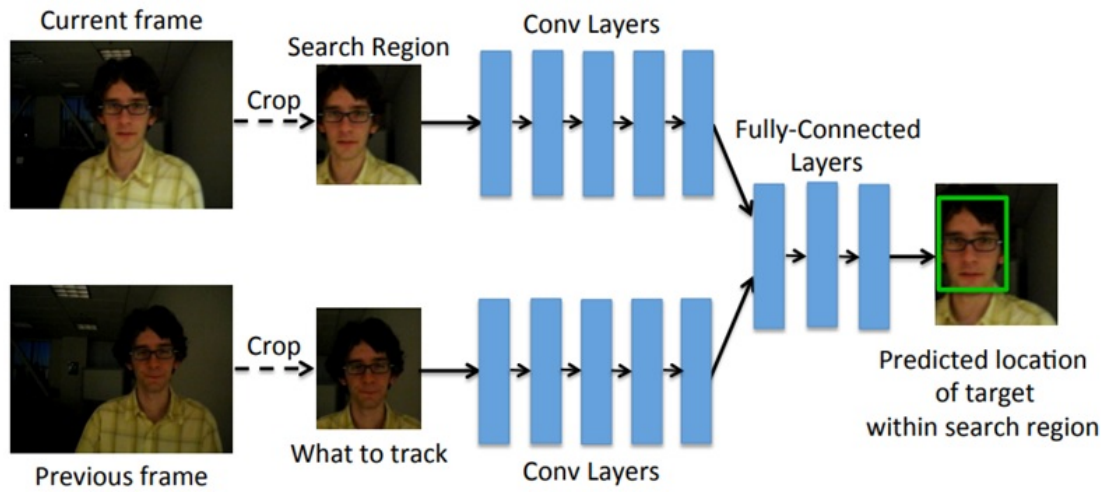 Current frame
Search Region
Crop
Conv Layers
Fully-Connected
Layers
Crop
What to track
Previous frame
Conv Layers
Predicted location
of target
within search region